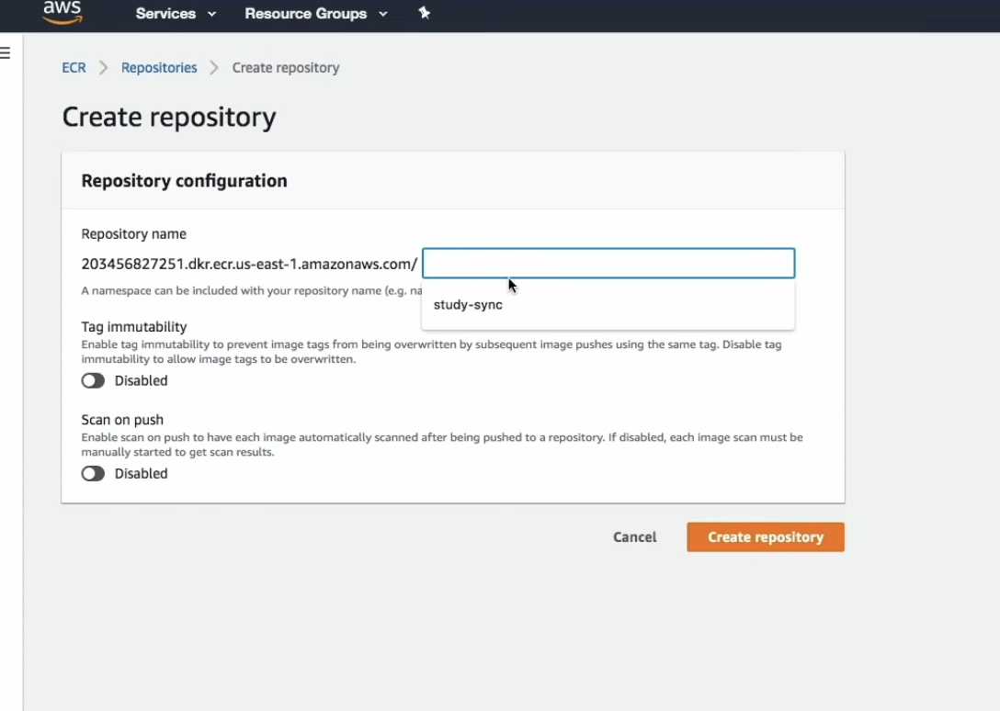 aws Services Resource Groups
ECR Repositories Create repository
Create repository
Repository configuration
Repository name
203456827251.dkr.ecr.us-east-1.amazonaws.com/
A namespace can be included with your repository name (e.g. na
study-sync
Tag immutability
Enable tag immutability to prevent image tags from being overwritten by subsequent image pushes using the same tag. Disable tag
immutability to allow image tags to be overwritten.
Disabled
Scan on push
Enable scan on push to have each image automatically scanned after being pushed to a repository. If disabled, each image scan must be
manually started to get scan results.
Disabled
Cancel Create repository